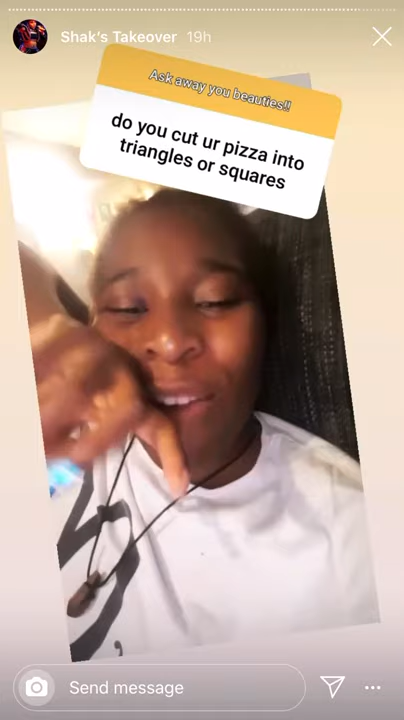 Shak's Takeover 19h
Ask away you beauties!!
do you cut ur pizza into
triangles or squares
Send message